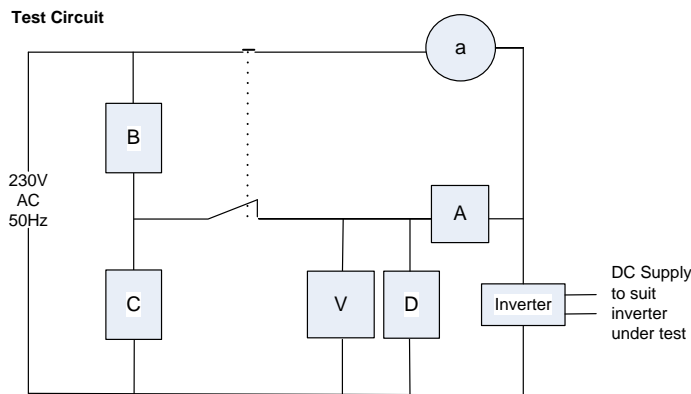 Test Circuit
a
B
230V
AC
50Hz
A
C
V
D
Inverter
DC Supply
to suit
inverter
under test